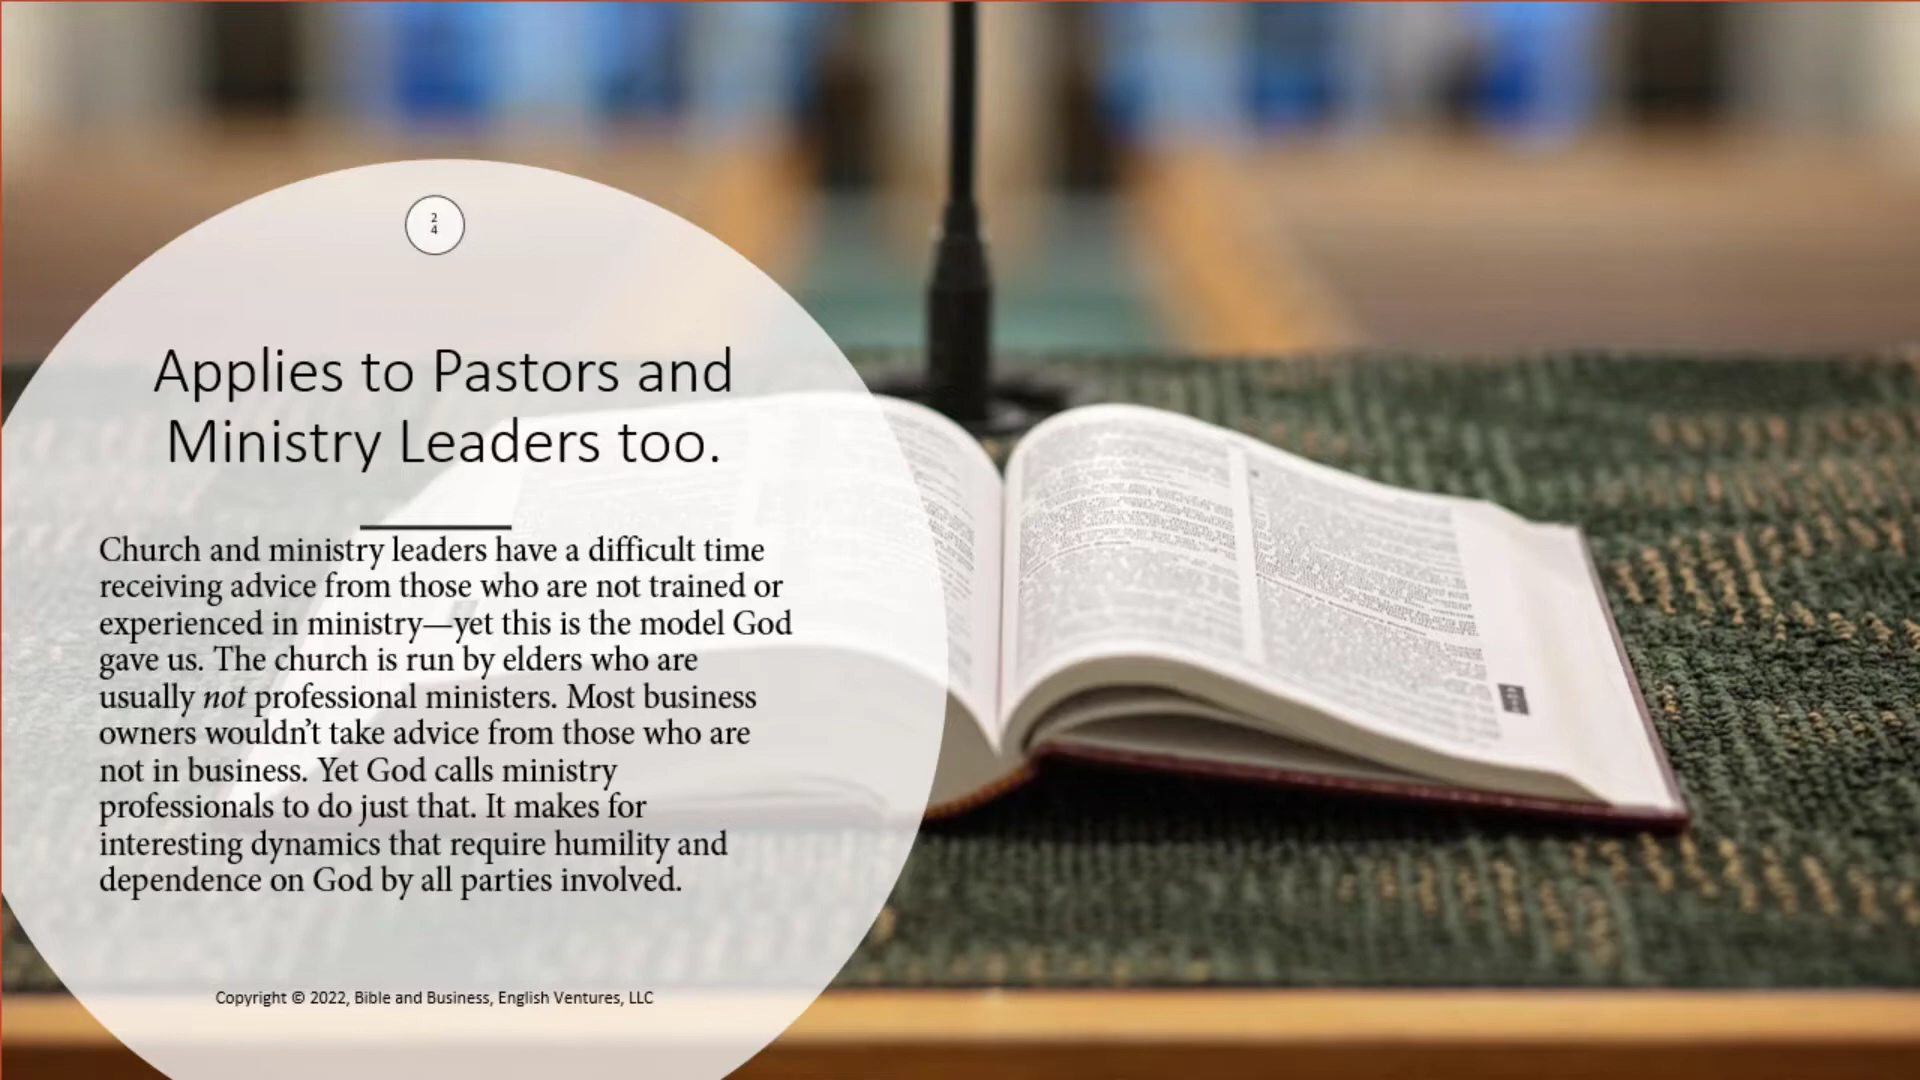 2
4
Applies to Pastors and
Ministry Leaders too.
Church and ministry leaders have a difficult time
receiving advice from those who are not trained or
experienced in ministry—yet this is the model God
gave us. The church is run by elders who are
usually not professional ministers. Most business
owners wouldn’t take advice from those who are
not in business. Yet God calls ministry
professionals to do just that. It makes for
interesting dynamics that require humility and
dependence on God by all parties involved.
Copyright © 2022, Bible and Business, English Ventures, LLC